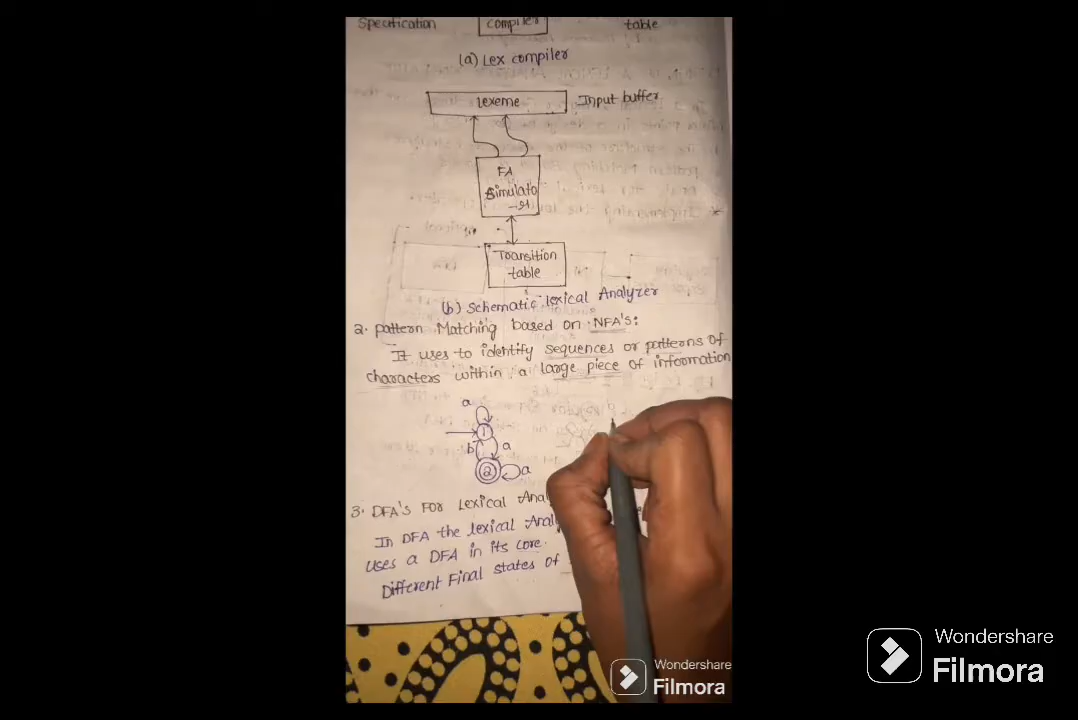 Specification compiler table
(a) Lex compiler
lexeme Input buffer
FA
Simulato
-r
Transition
table
(b) Schematic lexical Analyzer
2. Pattern Matching based on NFA's:
It uses to identify sequences or patterns of
characters within a large piece of information
a
1
b a
2 a
3. DFA's For Lexical
In DFA the lexical
uses a DFA in its core.
Different Final states of
Wondershare
Filmora
Wondershare
Filmora